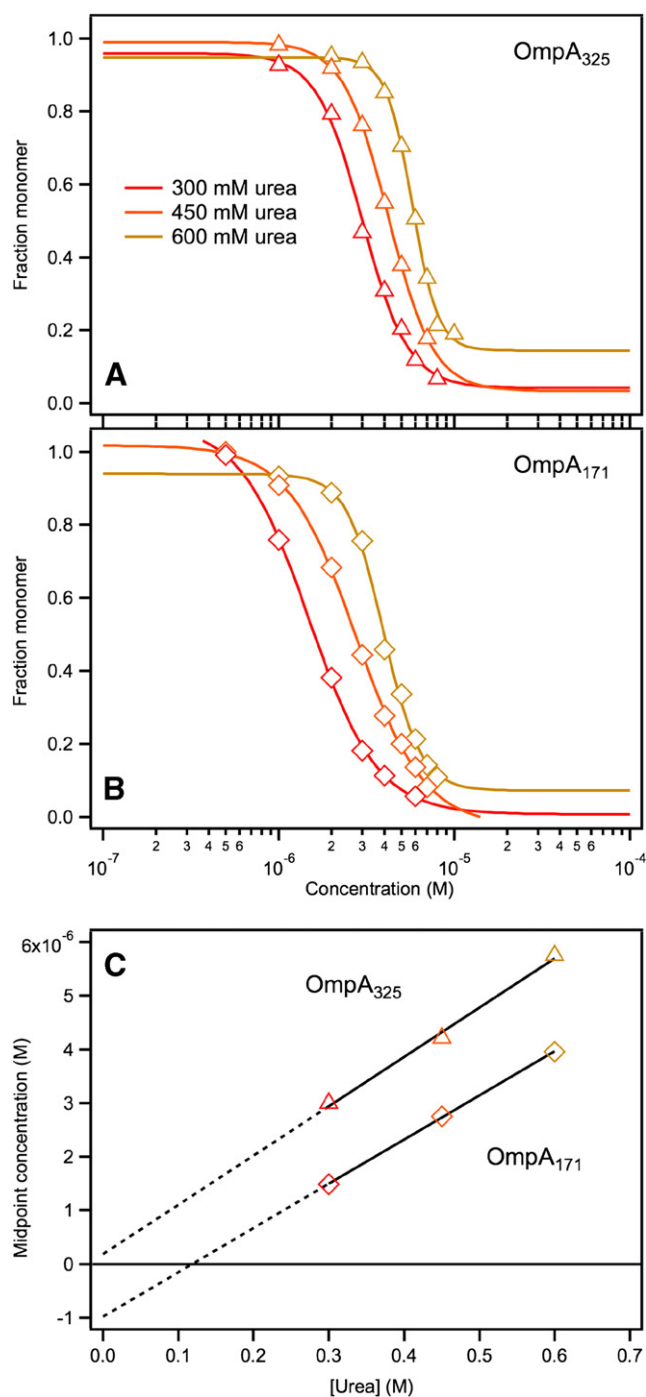 OmpA325
1.0
0.8
0.6
0.4
0.2
0.0
Fraction monomer
300 mM urea
450 mM urea
600 mM urea
A
OmpA171
1.0
0.8
0.6
0.4
0.2
0.0
Fraction monomer
B
2 3 4 5 6 2 3 4 5 6 2 3 4 5 6
10-7 10-6 10-5 10-4
Concentration (M)
C
6x10-6
5
4
3
2
1
0
-1
Midpoint concentration (M)
OmpA325
OmpA171
0.0 0.1 0.2 0.3 0.4 0.5 0.6 0.7
[Urea] (M)